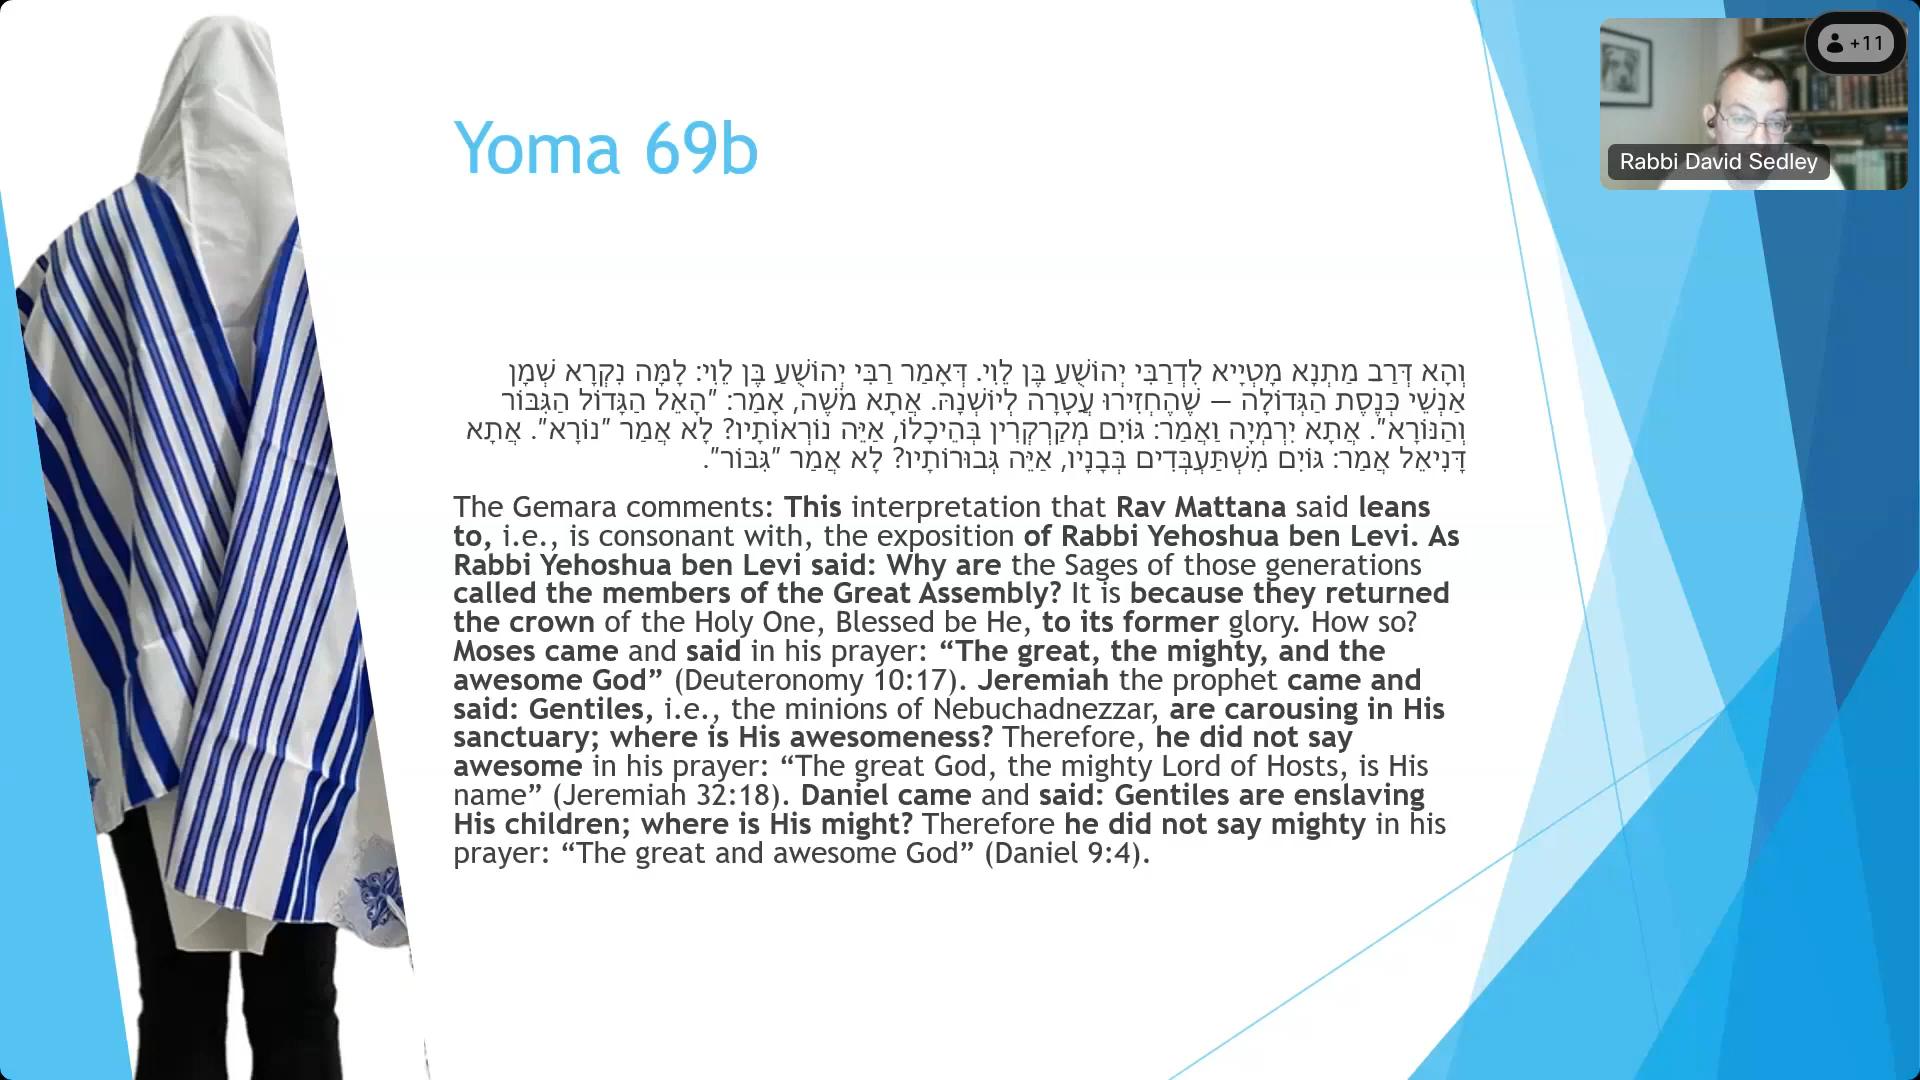 Yoma 69b
וְהָא דְּרַב מַתְנָא מָטְיָיא לִדְרַבִּי יְהוֹשֻׁעַ בֶּן לֵוִי. דְּאָמַר רַבִּי יְהוֹשֻׁעַ בֶּן לֵוִי: לָמָּה נִקְרָא שְׁמָן
אַנְשֵׁי כְּנֶסֶת הַגְּדוֹלָה — שֶׁהֶחְזִירוּ עֲטָרָה לְיוֹשְׁנָהּ. אֲתָא מֹשֶׁה, אָמַר: ״הָאֵל הַגָּדוֹל הַגִּבּוֹר
וְהַנּוֹרָא״. אֲתָא יִרְמְיָה וַאֲמַר: גּוֹיִם מְקַרְקְרִין בְּהֵיכָלוֹ, אַיֵּה נוֹרְאוֹתָיו? לָא אֲמַר ״נוֹרָא״. אֲתָא
דָּנִיאֵל אֲמַר: גּוֹיִם מִשְׁתַּעְבְּדִים בְּבָנָיו, אַיֵּה גְּבוּרוֹתָיו? לָא אֲמַר ״גִּבּוֹר״.
The Gemara comments: This interpretation that Rav Mattana said leans
to, i.e., is consonant with, the exposition of Rabbi Yehoshua ben Levi. As
Rabbi Yehoshua ben Levi said: Why are the Sages of those generations
called the members of the Great Assembly? It is because they returned
the crown of the Holy One, Blessed be He, to its former glory. How so?
Moses came and said in his prayer: “The great, the mighty, and the
awesome God” (Deuteronomy 10:17). Jeremiah the prophet came and
said: Gentiles, i.e., the minions of Nebuchadnezzar, are carousing in His
sanctuary; where is His awesomeness? Therefore, he did not say
awesome in his prayer: “The great God, the mighty Lord of Hosts, is His
name” (Jeremiah 32:18). Daniel came and said: Gentiles are enslaving
His children; where is His might? Therefore he did not say mighty in his
prayer: “The great and awesome God” (Daniel 9:4).
+11
Rabbi David Sedley